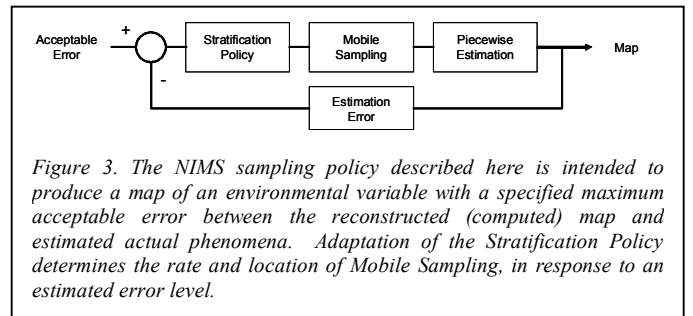 Acceptable
Error
+
-
Stratification
Policy
Mobile
Sampling
Piecewise
Estimation
Map
Estimation
Error
Figure 3. The NIMS sampling policy described here is intended to
produce a map of an environmental variable with a specified maximum
acceptable error between the reconstructed (computed) map and
estimated actual phenomena. Adaptation of the Stratification Policy
determines the rate and location of Mobile Sampling, in response to an
estimated error level.